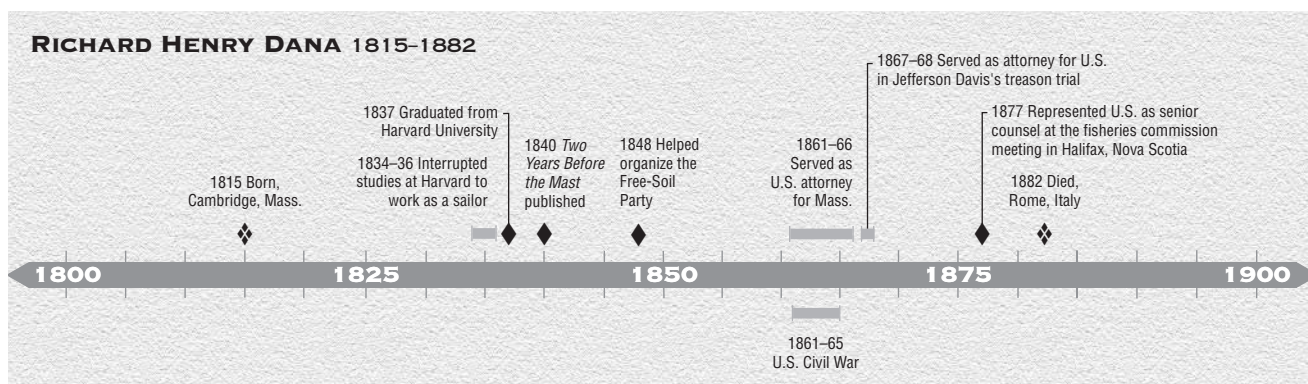 RICHARD HENRY DANA 1815–1882
1815 Born,
Cambridge, Mass.
1834–36 Interrupted
studies at Harvard to
work as a sailor
1837 Graduated from
Harvard University
1840 Two
Years Before
the Mast
published
1848 Helped
organize the
Free-Soil
Party
1861–66
Served as
U.S. attorney
for Mass.
1867–68 Served as attorney for U.S.
in Jefferson Davis's treason trial
1877 Represented U.S. as senior
counsel at the fisheries commission
meeting in Halifax, Nova Scotia
1882 Died,
Rome, Italy
1800 1825 1850 1875 1900
1861–65
U.S. Civil War